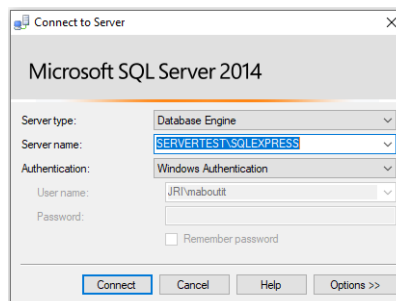 Connect to Server
Microsoft SQL Server 2014
Server type: Database Engine
Server name: SERVERTEST\SQLEXPRESS
Authentication: Windows Authentication
User name: JRI\maboutit
Password:
Remember password
Connect Cancel Help Options >>